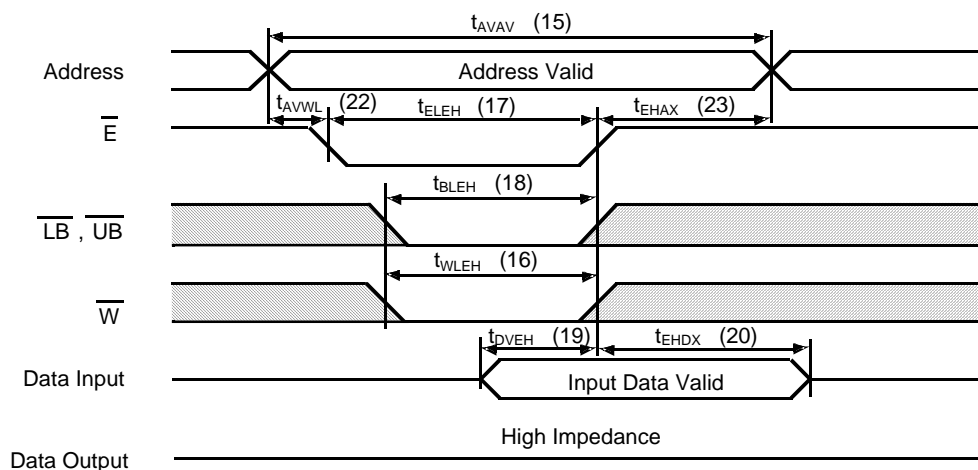 tAVAV (15)
Address Address Valid
tAVWL (22) tELEH (17) tEHAX (23)
E
tBLEH (18)
LB , UB
tWLEH (16)
W
tDVEH (19) tEHDX (20)
Data Input Input Data Valid
High Impedance
Data Output